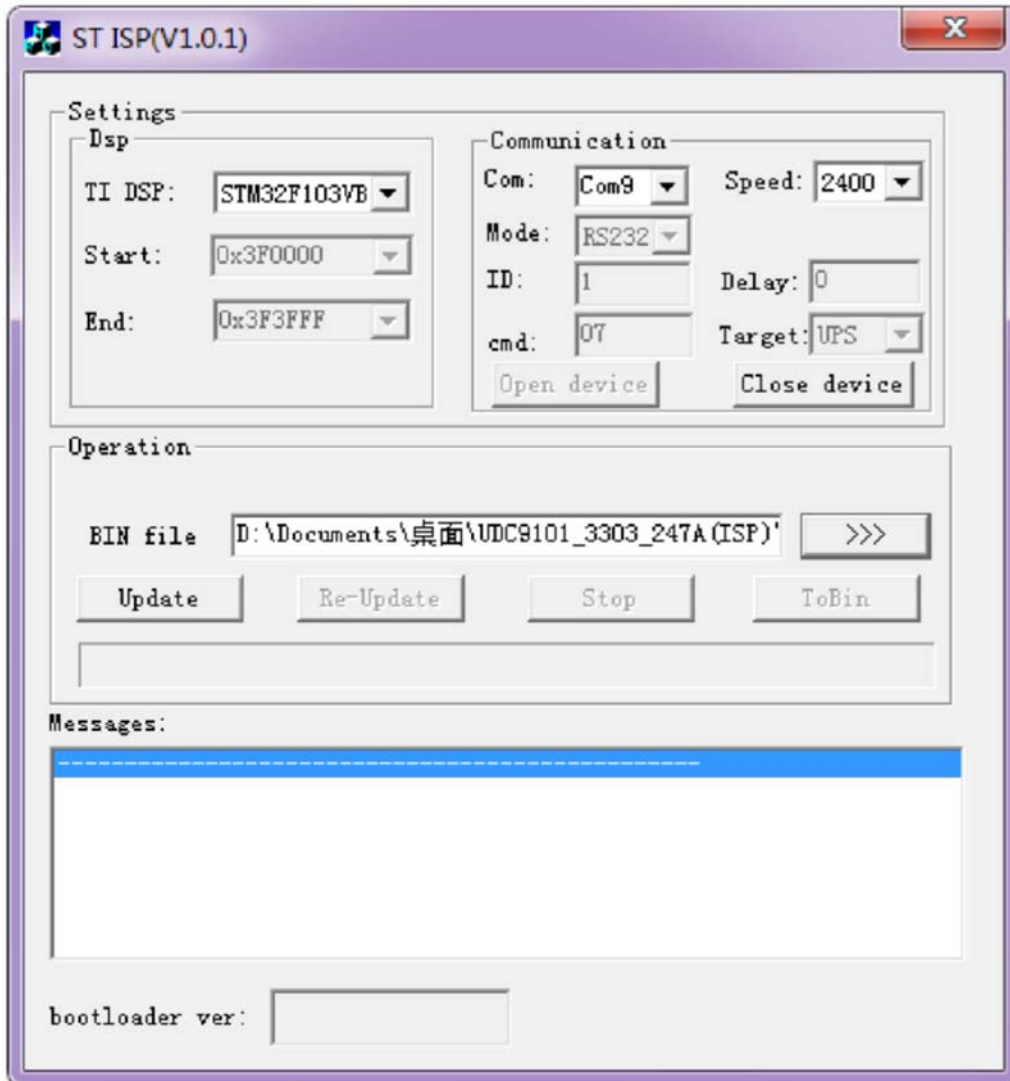 ST ISP(V1.0.1)
Settings
Dsp
TI DSP: STM32F103VB
Start: 0x3F0000
End: 0x3F3FFF
Communication
Com: Com9 Speed: 2400
Mode: RS232
ID: 1 Delay: 0
cmd: 07 Target: UPS
Open device Close device
Operation
BIN file D:\Documents\桌面\UDC9101_3303_247A(ISP)' >>>
Update Re-Update Stop ToBin
Messages:
------------------------------------------------
bootloader ver: